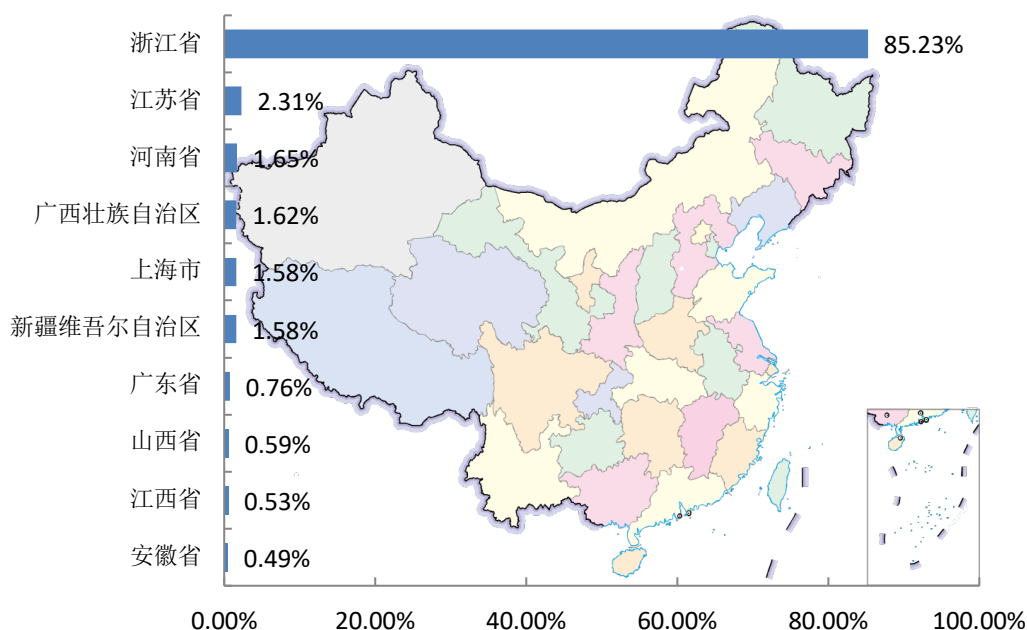 浙江省 85.23%
江苏省 2.31%
河南省 1.65%
广西壮族自治区 1.62%
上海市 1.58%
新疆维吾尔自治区 1.58%
广东省 0.76%
山西省 0.59%
江西省 0.53%
安徽省 0.49%
0.00% 20.00% 40.00% 60.00% 80.00% 100.00%